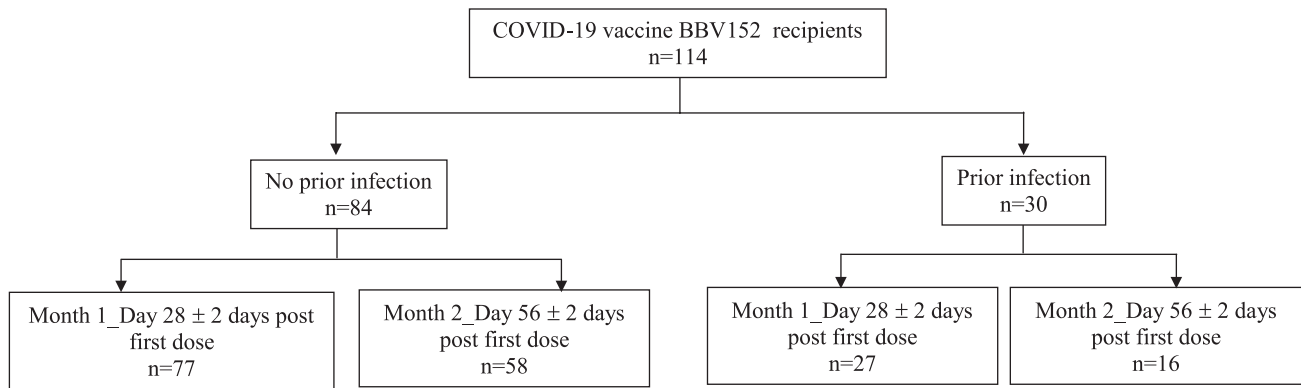 COVID-19 vaccine BBV152 recipients
n=114
No prior infection
n=84
Prior infection
n=30
Month 1_Day 28 ± 2 days post
first dose
n=77
Month 2_Day 56 ± 2 days
post first dose
n=58
Month 1_Day 28 ± 2 days
post first dose
n=27
Month 2_Day 56 ± 2 days
post first dose
n=16